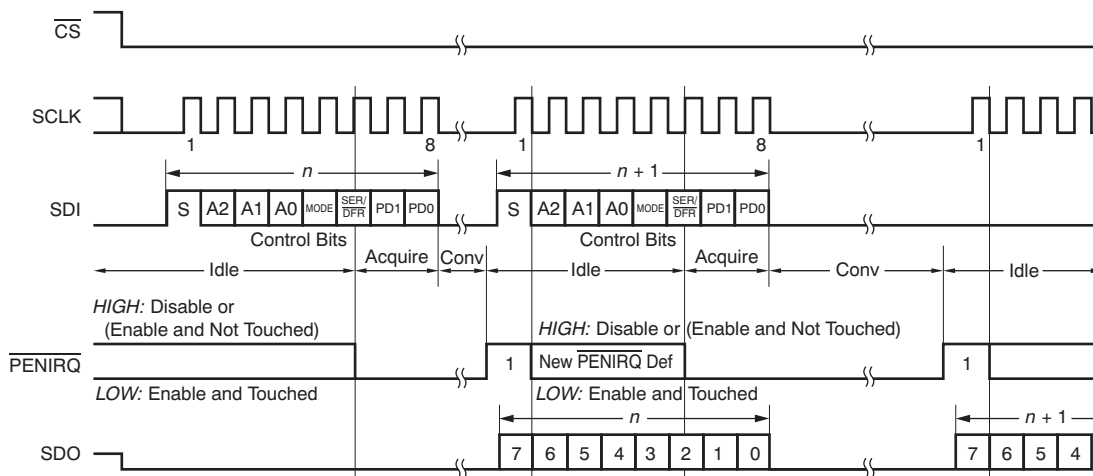 CS
SCLK
1 8 1 8 1
n n + 1
SDI S A2 A1 A0 MODE SER/DFR PD1 PD0 S A2 A1 A0 MODE SER/DFR PD1 PD0
Control Bits Control Bits
Idle Acquire Conv Idle Acquire Conv Idle
HIGH: Disable or
(Enable and Not Touched)
HIGH: Disable or (Enable and Not Touched)
PENIRQ 1 New PENIRQ Def 1
LOW: Enable and Touched LOW: Enable and Touched
n n + 1
SDO 7 6 5 4 3 2 1 0 7 6 5 4